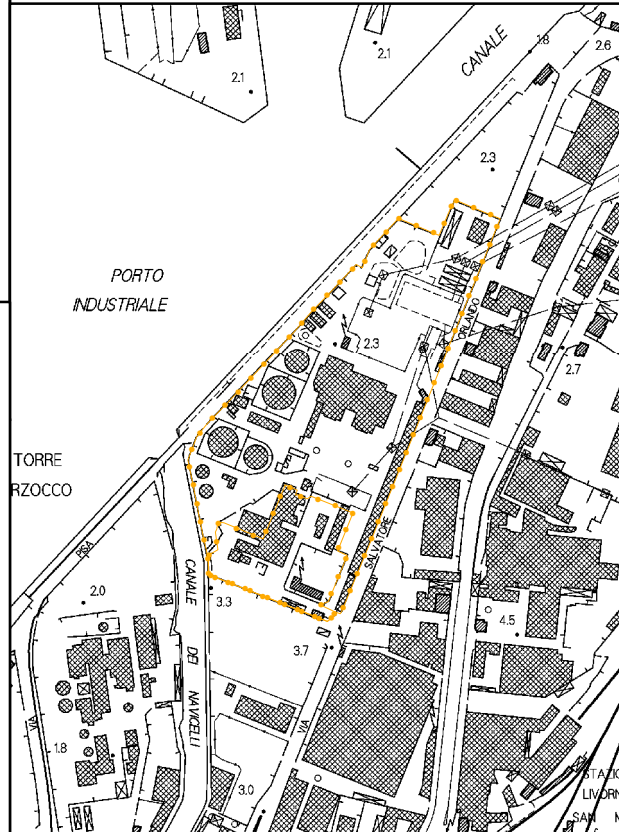 CANALE
1.8
2.6
2.1
2.1
2.3
PORTO
INDUSTRIALE
ORLANDO
2.3
2.7
TORRE
RZOCCO
SALVATORE
PISA
CANALE
DEI NAVICELLI
2.0
3.3
4.5
3.7
VIA
VIA
1.8
3.0
STAZIO
LIVORN
SAN M